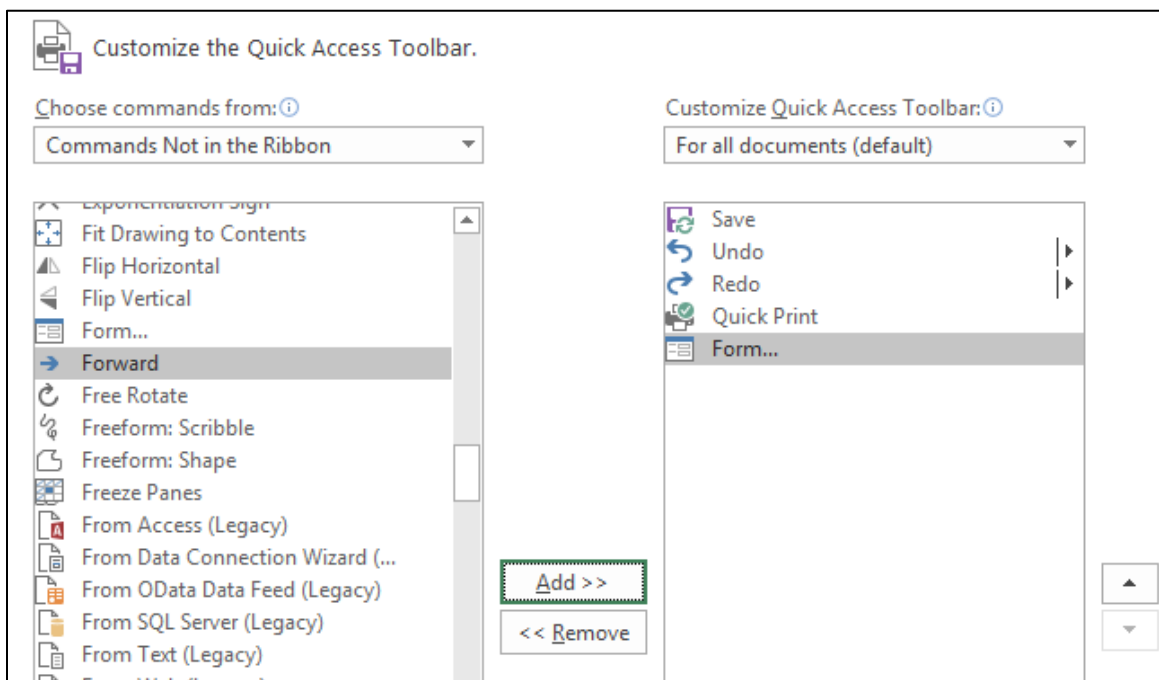 Customize the Quick Access Toolbar.
Choose commands from:
Customize Quick Access Toolbar:
Commands Not in the Ribbon
For all documents (default)
Exponentiation Sign
Fit Drawing to Contents
Flip Horizontal
Flip Vertical
Form...
Forward
Free Rotate
Freeform: Scribble
Freeform: Shape
Freeze Panes
From Access (Legacy)
From Data Connection Wizard (...
From OData Data Feed (Legacy)
From SQL Server (Legacy)
From Text (Legacy)
Add >>
<< Remove
Save
Undo
Redo
Quick Print
Form...